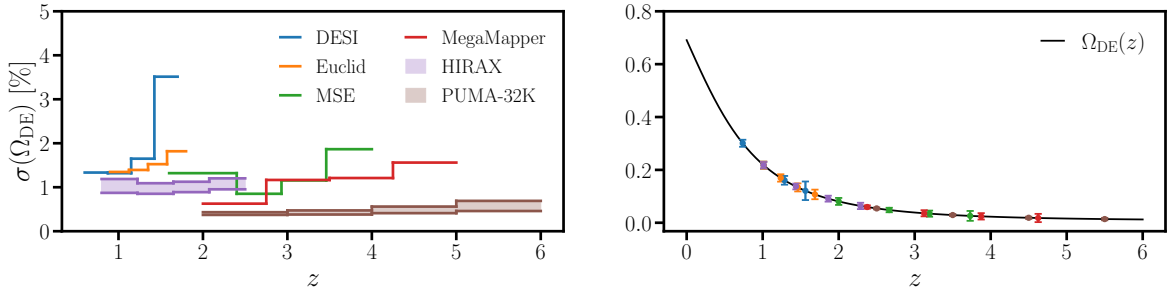 σ(Ω_DE) [%]
5
4
3
2
1
0
DESI
Euclid
MSE
MegaMapper
HIRAX
PUMA-32K
1 2 3 4 5 6
z
0.8
0.6
0.4
0.2
0.0
Ω_DE(z)
0 1 2 3 4 5 6
z